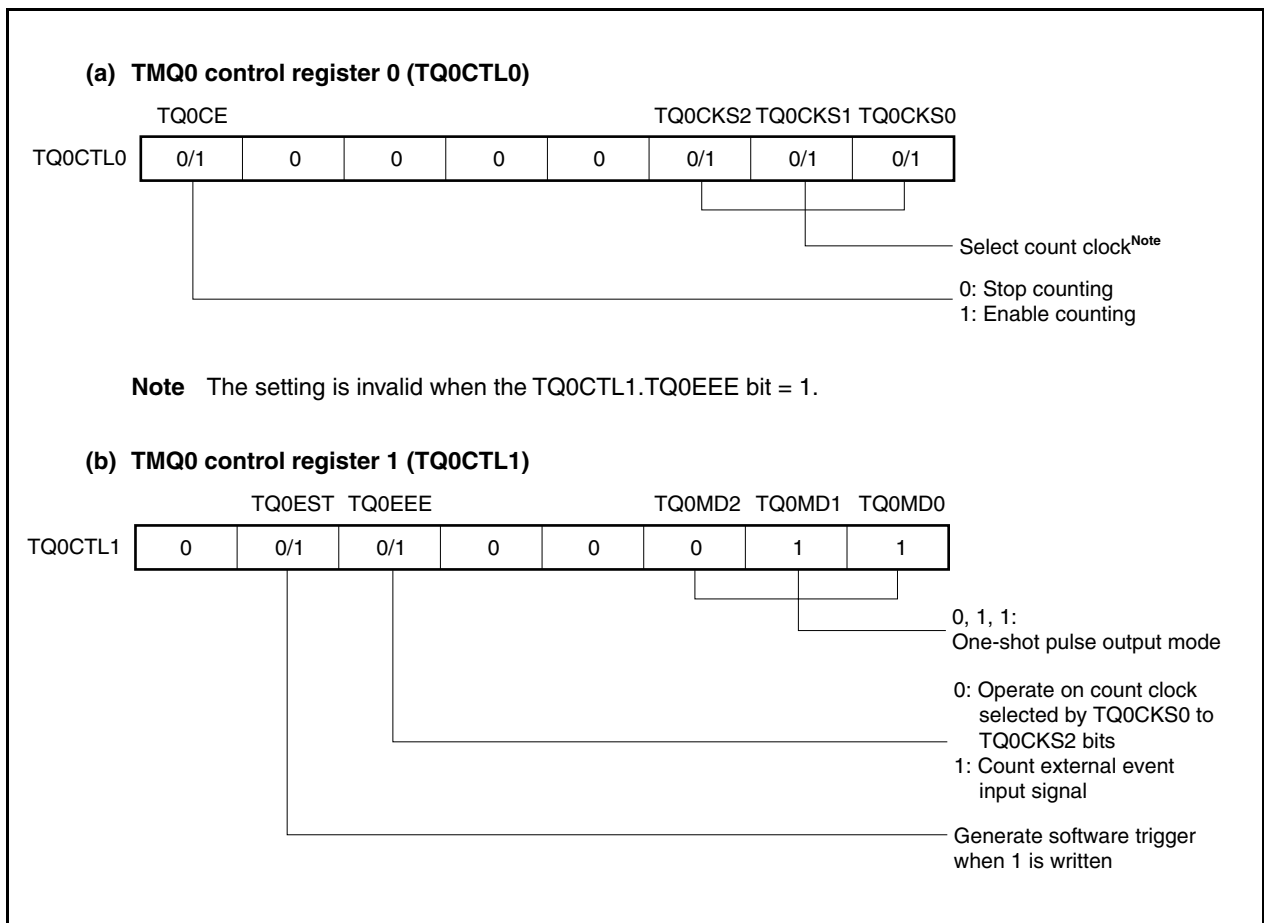 (a) TMQ0 control register 0 (TQ0CTL0)
TQ0CE TQ0CKS2 TQ0CKS1 TQ0CKS0
TQ0CTL0 0/1 0 0 0 0 0/1 0/1 0/1
Select count clockNote
0: Stop counting
1: Enable counting
Note The setting is invalid when the TQ0CTL1.TQ0EEE bit = 1.
(b) TMQ0 control register 1 (TQ0CTL1)
TQ0EST TQ0EEE TQ0MD2 TQ0MD1 TQ0MD0
TQ0CTL1 0 0/1 0/1 0 0 0 1 1
0, 1, 1:
One-shot pulse output mode
0: Operate on count clock
selected by TQ0CKS0 to
TQ0CKS2 bits
1: Count external event
input signal
Generate software trigger
when 1 is written